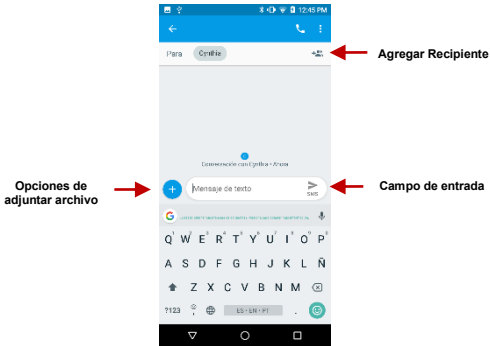 12:45 PM
Para Cynthia
Agregar Recipiente
Conversación con Cynthia • Ahora
Opciones de
adjuntar archivo
Mensaje de texto
SMS
Campo de entrada
G
Q W E R T Y U I O P
A S D F G H J K L Ñ
Z X C V B N M
?123 , ES • EN • PT .